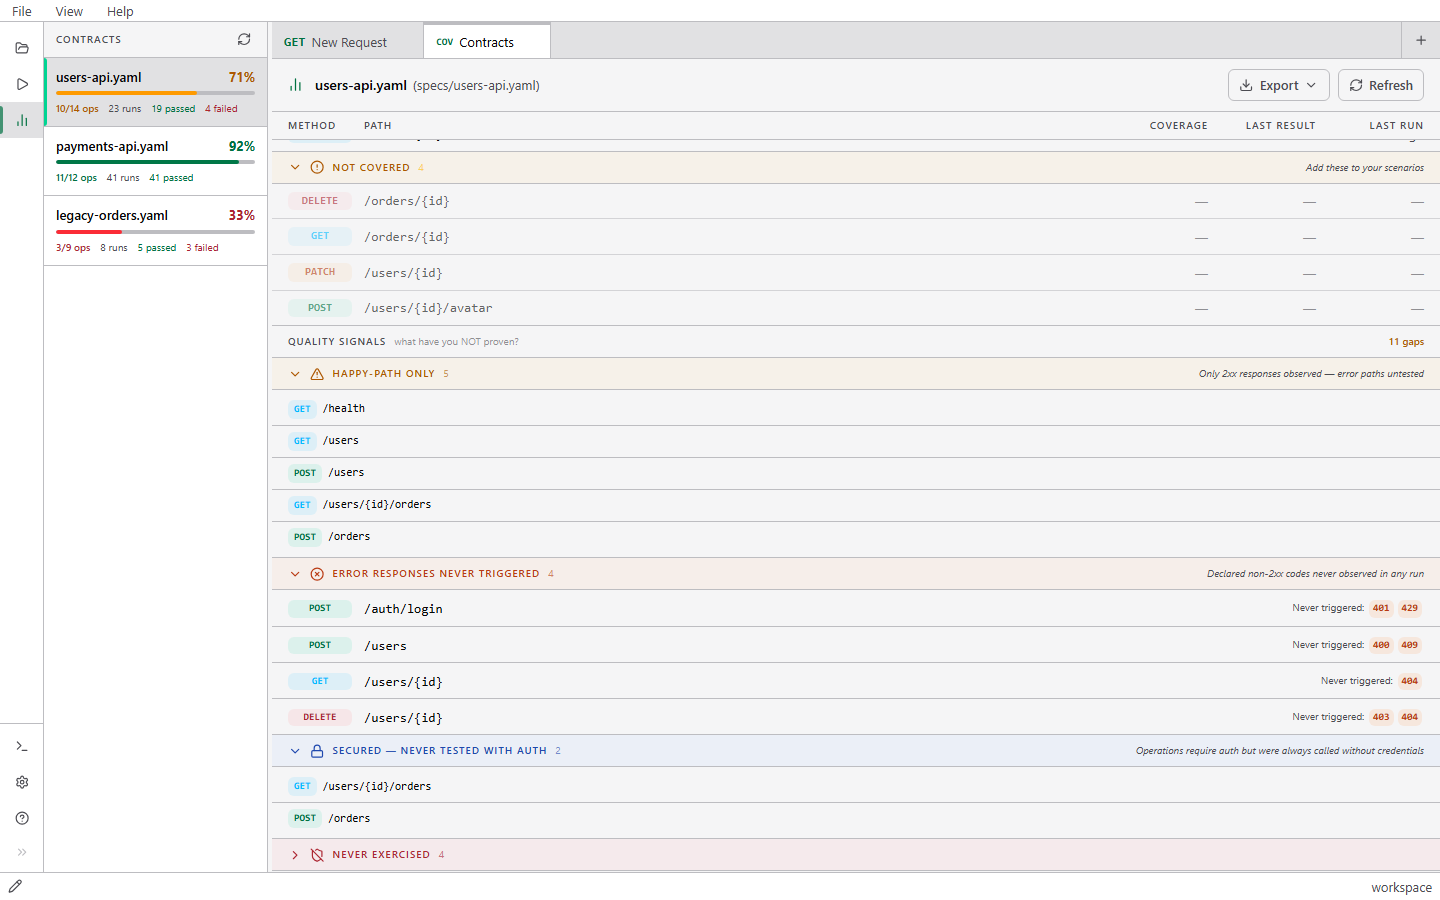 File View Help
CONTRACTS
users-api.yaml 71%
10/14 ops 23 runs 19 passed 4 failed
payments-api.yaml 92%
11/12 ops 41 runs 41 passed
legacy-orders.yaml 33%
3/9 ops 8 runs 5 passed 3 failed
GET New Request
COV Contracts
users-api.yaml (specs/users-api.yaml)
Export
Refresh
METHOD PATH COVERAGE LAST RESULT LAST RUN
NOT COVERED 4 Add these to your scenarios
DELETE /orders/{id} — — —
GET /orders/{id} — — —
PATCH /users/{id} — — —
POST /users/{id}/avatar — — —
QUALITY SIGNALS what have you NOT proven? 11 gaps
HAPPY-PATH ONLY 5 Only 2xx responses observed — error paths untested
GET /health
GET /users
POST /users
GET /users/{id}/orders
POST /orders
ERROR RESPONSES NEVER TRIGGERED 4 Declared non-2xx codes never observed in any run
POST /auth/login Never triggered: 401 429
POST /users Never triggered: 400 409
GET /users/{id} Never triggered: 404
DELETE /users/{id} Never triggered: 403 404
SECURED — NEVER TESTED WITH AUTH 2 Operations require auth but were always called without credentials
GET /users/{id}/orders
POST /orders
NEVER EXERCISED 4
workspace